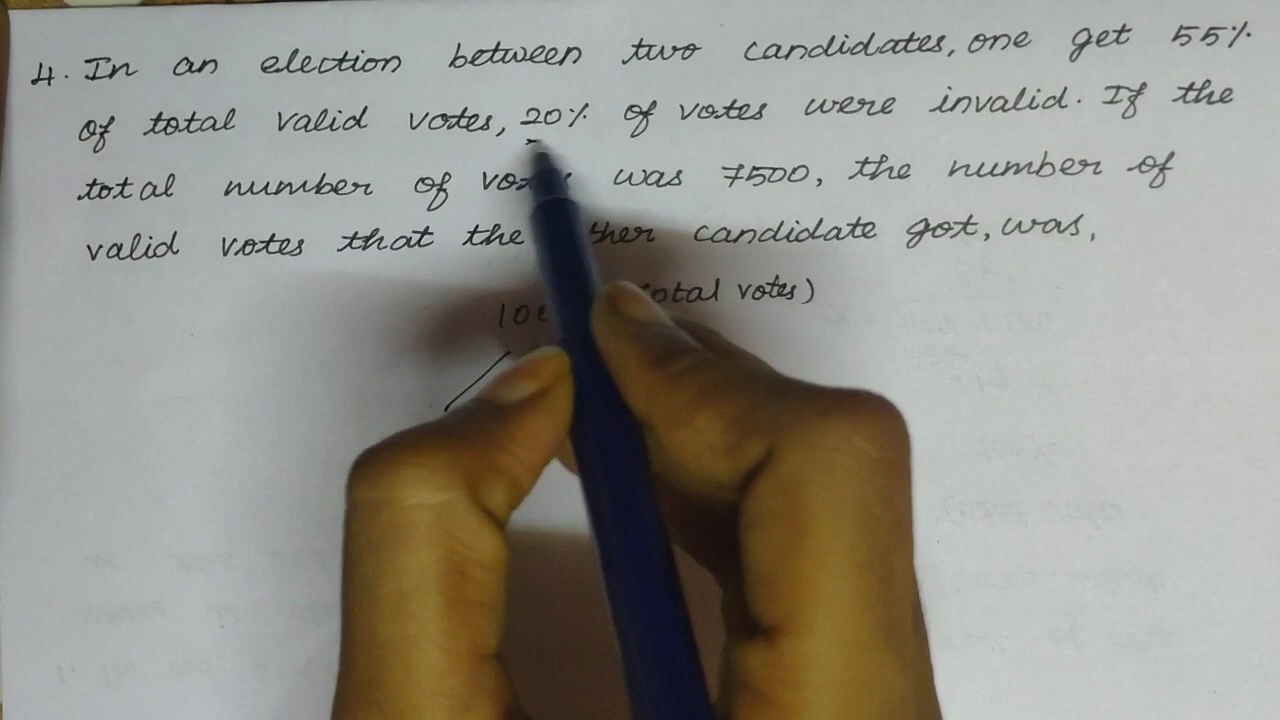 4. In an election between two candidates, one get 55%
of total valid votes, 20% of votes were invalid. If the
total number of was 7500, the number of
valid votes that the candidate got, was,
votes)